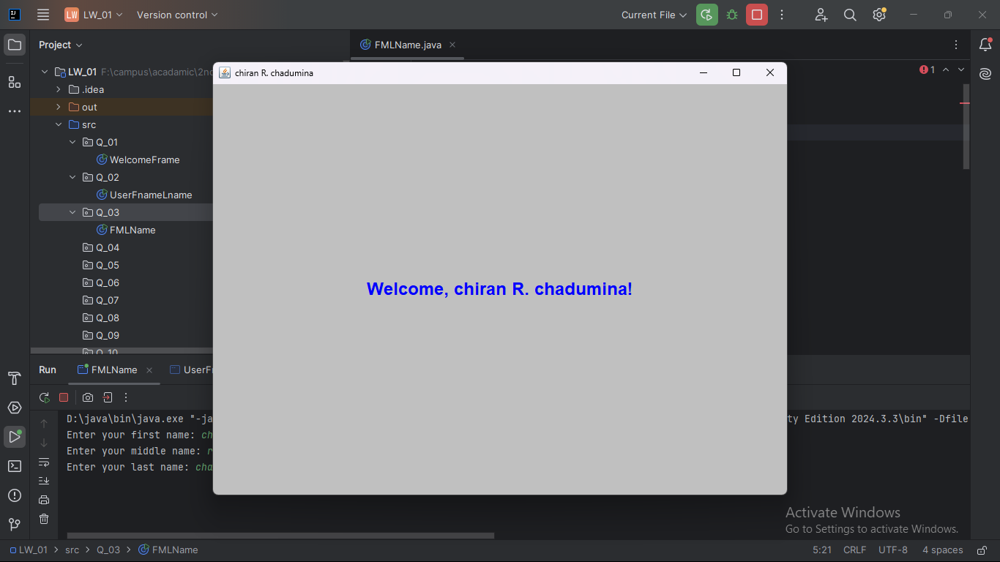 LW LW_01 Version control Current File
Project
FMLName.java
LW_01 F:\campus\acadamic\2n
chiran R. chadumina
1
.idea
out
src
Q_01
WelcomeFrame
Q_02
UserFnameLname
Q_03
FMLName
Q_04
Q_05
Q_06
Q_07
Q_08
Q_09
Q_10
Welcome, chiran R. chadumina!
Run FMLName UserF
D:\java\bin\java.exe "-ja
ty Edition 2024.3.3\bin" -Dfile
Enter your first name: ch
Enter your middle name: r
Enter your last name: cha
Activate Windows
Go to Settings to activate Windows.
LW_01 > src > Q_03 > FMLName 5:21 CRLF UTF-8 4 spaces